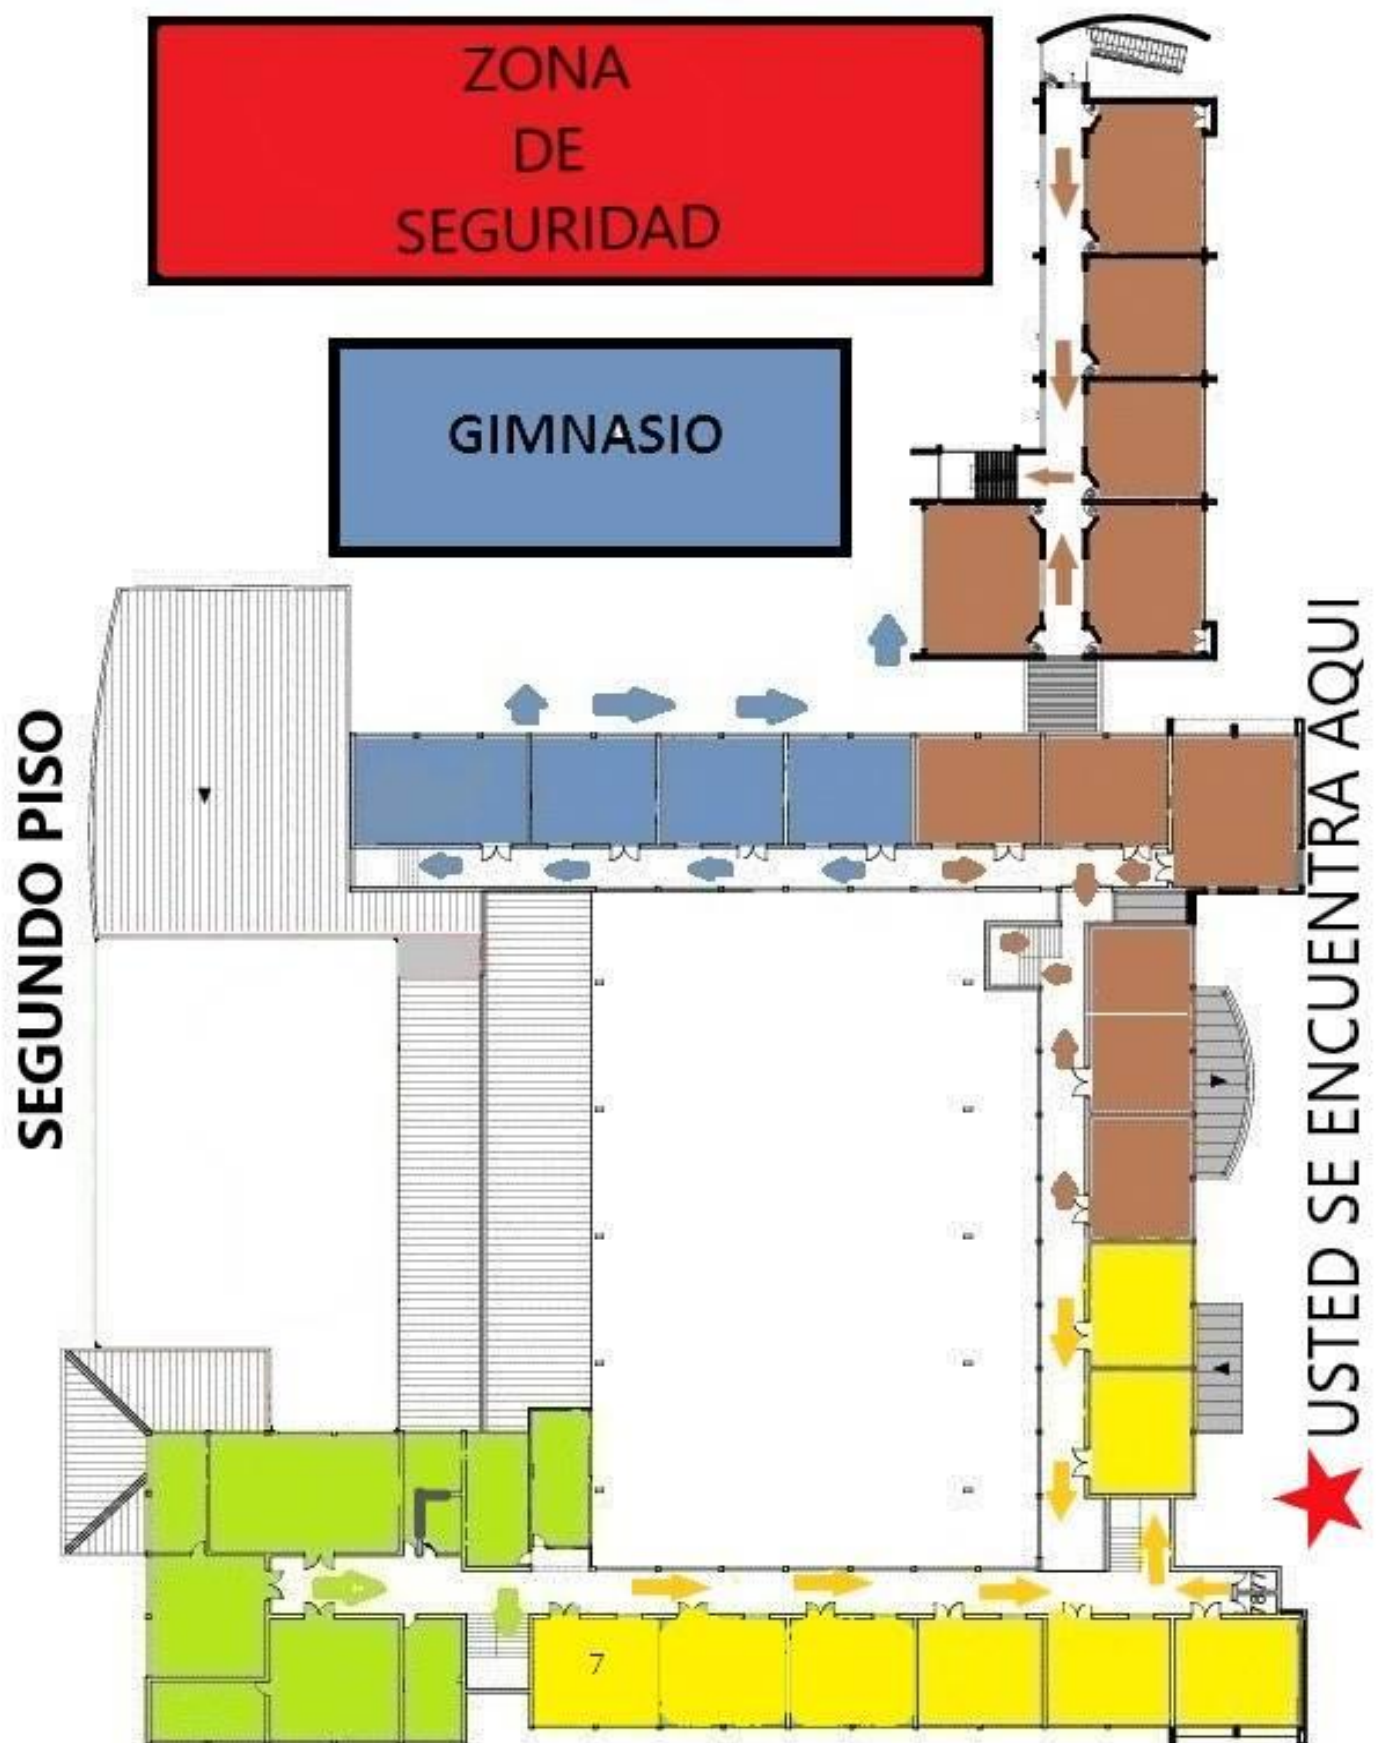 ZONA
DE
SEGURIDAD
GIMNASIO
SEGUNDO PISO
USTED SE ENCUENTRA AQUI
7